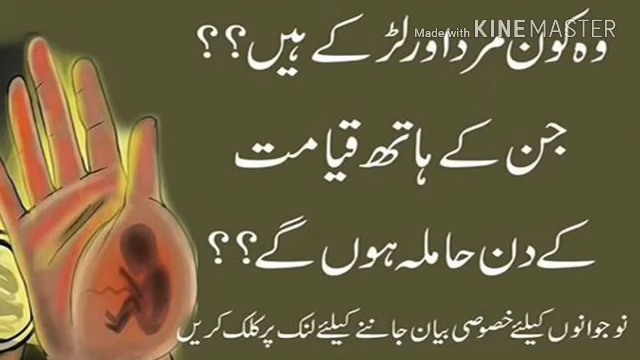 Made with KINEMASTER
وہ کون مرد اور لڑکے ہیں؟؟
جن کے ہاتھ قیامت
کے دن حاملہ ہوں گے؟؟
نوجوانوں کیلئے خصوصی بیان جاننے کیلئے لنک پر کلک کریں